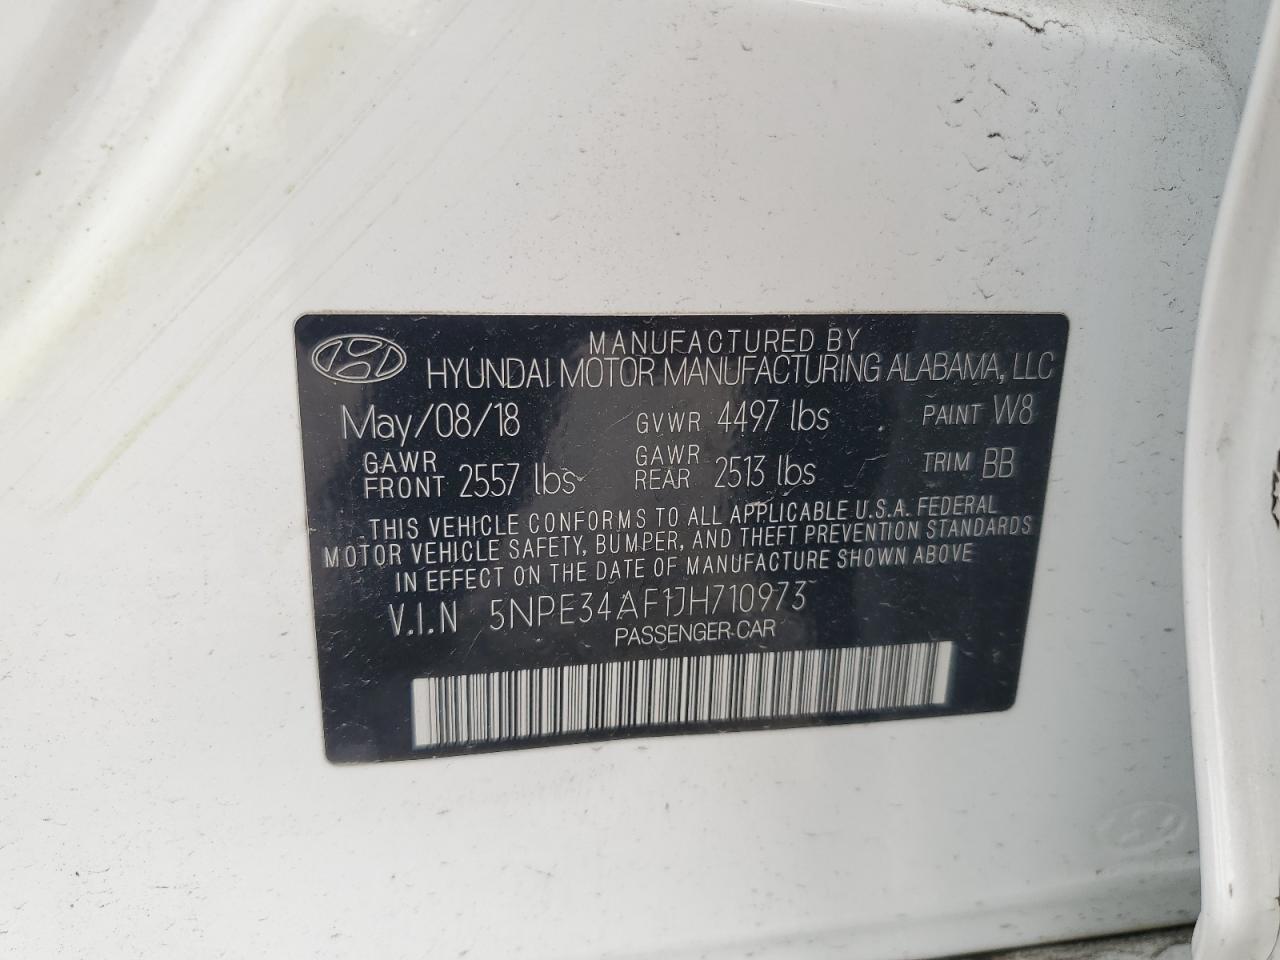 MANUFACTURED BY
HYUNDAI MOTOR MANUFACTURING ALABAMA, LLC
May/08/18 GVWR 4497 lbs PAINT W8
GAWR FRONT 2557 lbs GAWR REAR 2513 lbs TRIM BB
THIS VEHICLE CONFORMS TO ALL APPLICABLE U.S.A. FEDERAL
MOTOR VEHICLE SAFETY, BUMPER, AND THEFT PREVENTION STANDARDS
IN EFFECT ON THE DATE OF MANUFACTURE SHOWN ABOVE
V.I.N 5NPE34AF1JH710973
PASSENGER CAR